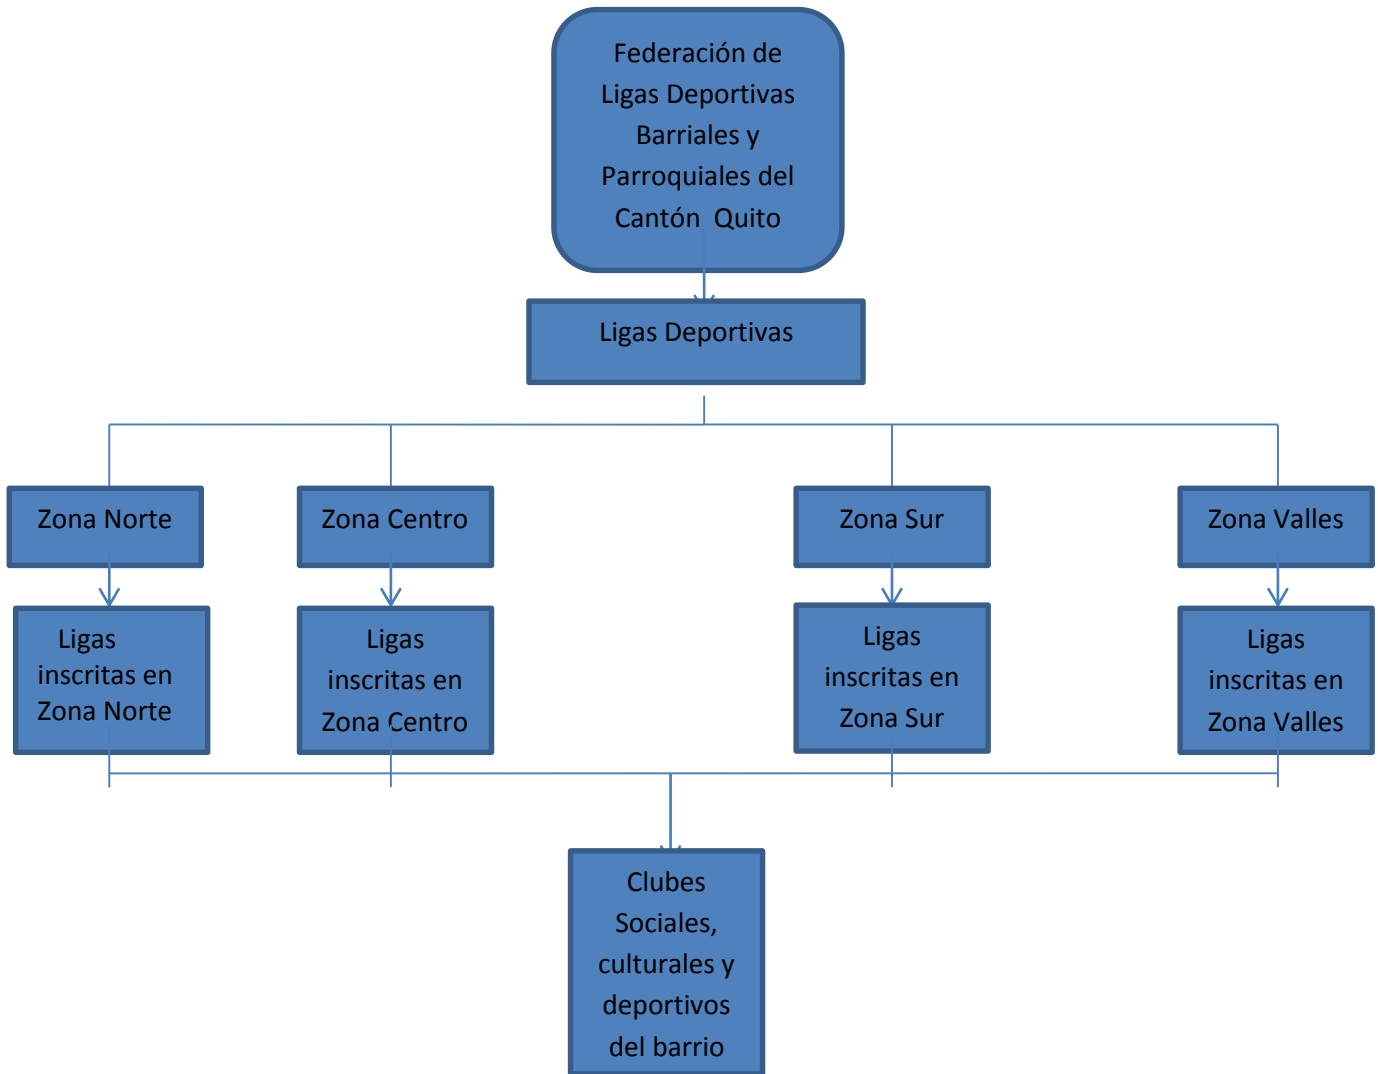 Federación de
Ligas Deportivas
Barriales y
Parroquiales del
Cantón  Quito
Ligas Deportivas
Zona Norte
Zona Centro
Zona Sur
Zona Valles
Ligas
inscritas en
Zona Norte
Ligas
inscritas en
Zona Centro
Ligas
inscritas en
Zona Sur
Ligas
inscritas en
Zona Valles
Clubes
Sociales,
culturales y
deportivos
del barrio